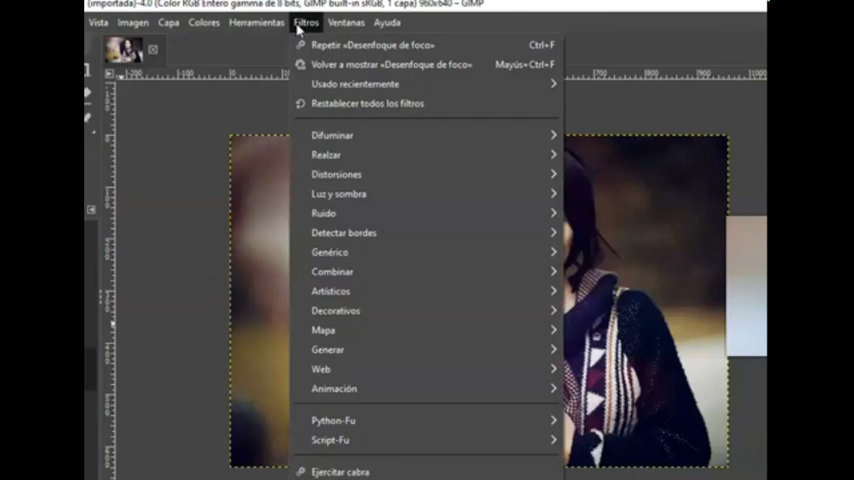 (importada)-4.0 (Color RGB Entero gamma de 8 bits, GIMP built-in sRGB, 1 capa) 960x640 – GIMP
Vista Imagen Capa Colores Herramientas Filtros Ventanas Ayuda
Repetir «Desenfoque de foco» Ctrl+F
Volver a mostrar «Desenfoque de foco» Mayús+Ctrl+F
Usado recientemente
Restablecer todos los filtros
Difuminar
Realzar
Distorsiones
Luz y sombra
Ruido
Detectar bordes
Genérico
Combinar
Artísticos
Decorativos
Mapa
Generar
Web
Animación
Python-Fu
Script-Fu
Ejercitar cabra